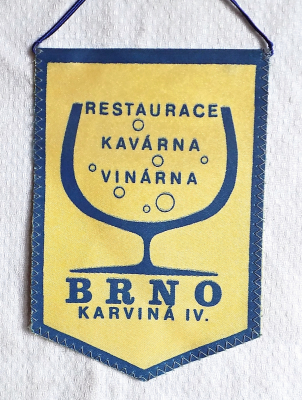 RESTAURACE
KAVÁRNA
VINÁRNA
BRNO
KARVINÁ IV.